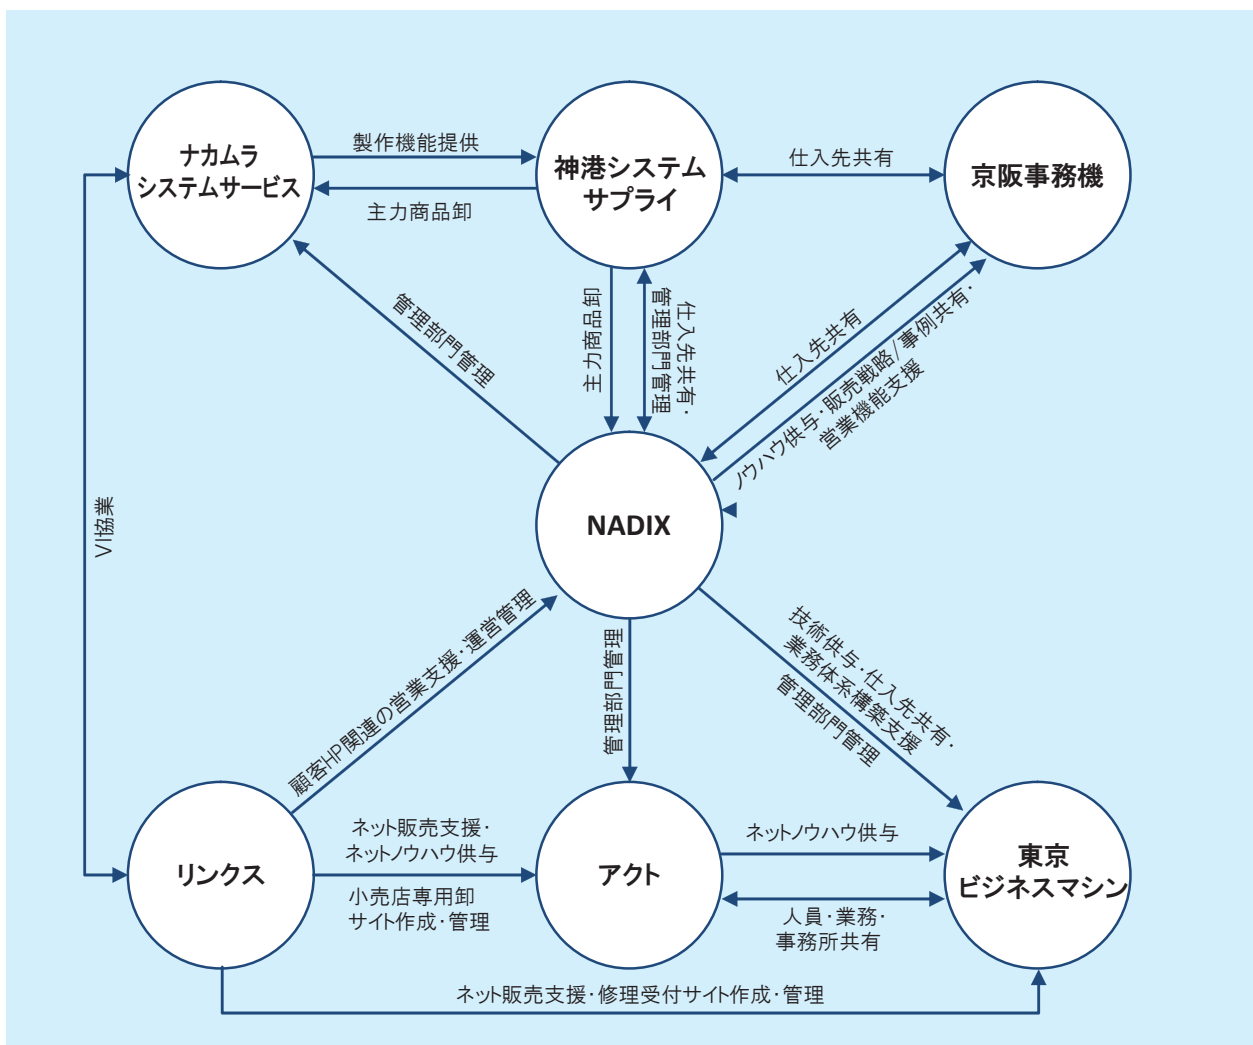 ナカムラ
システムサービス
製作機能提供
主力商品卸
神港システム
サプライ
仕入先共有
京阪事務機
管理部門管理
主力商品卸
仕入先共有・
管理部門管理
仕入先共有
ノウハウ供与・販売戦略/事例共有・
営業機能支援
VI協業
NADIX
顧客HP関連の営業支援・運営管理
管理部門管理
技術供与・仕入先共有・
業務体系構築支援
管理部門管理
リンクス
ネット販売支援・
ネットノウハウ供与
小売店専用卸
サイト作成・管理
アクト
ネットノウハウ供与
人員・業務・
事務所共有
東京
ビジネスマシン
ネット販売支援・修理受付サイト作成・管理